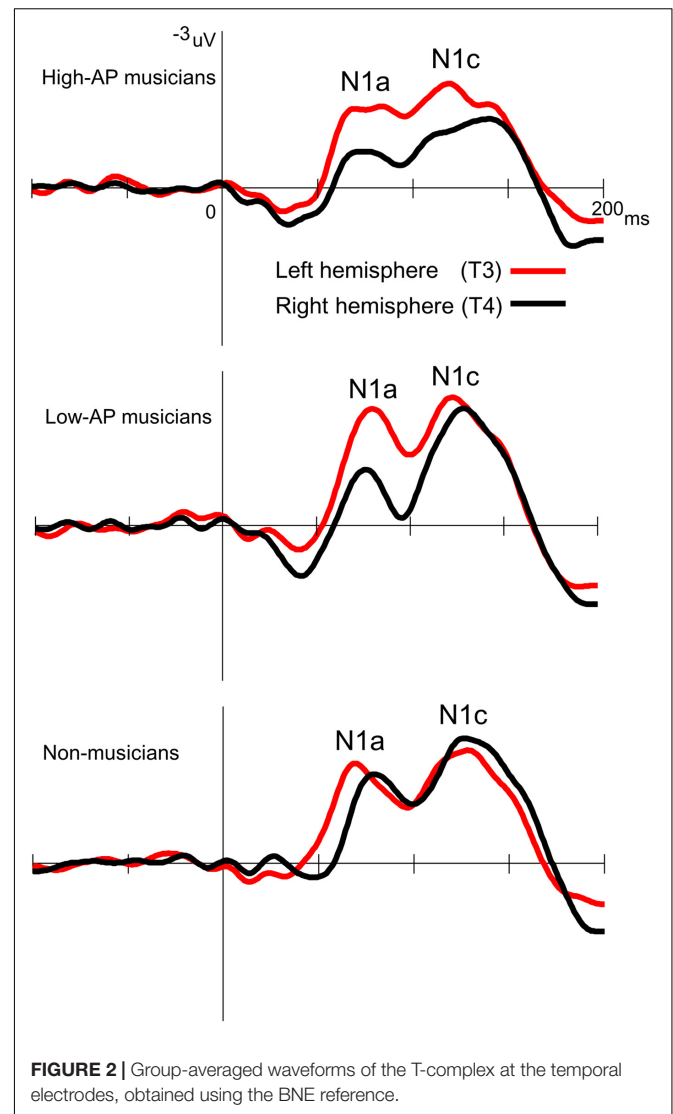 -3uV
High-AP musicians
N1a
N1c
0
200 ms
Left hemisphere (T3)
Right hemisphere (T4)
Low-AP musicians
N1a
N1c
Non-musicians
N1a
N1c
FIGURE 2 | Group-averaged waveforms of the T-complex at the temporal
electrodes, obtained using the BNE reference.